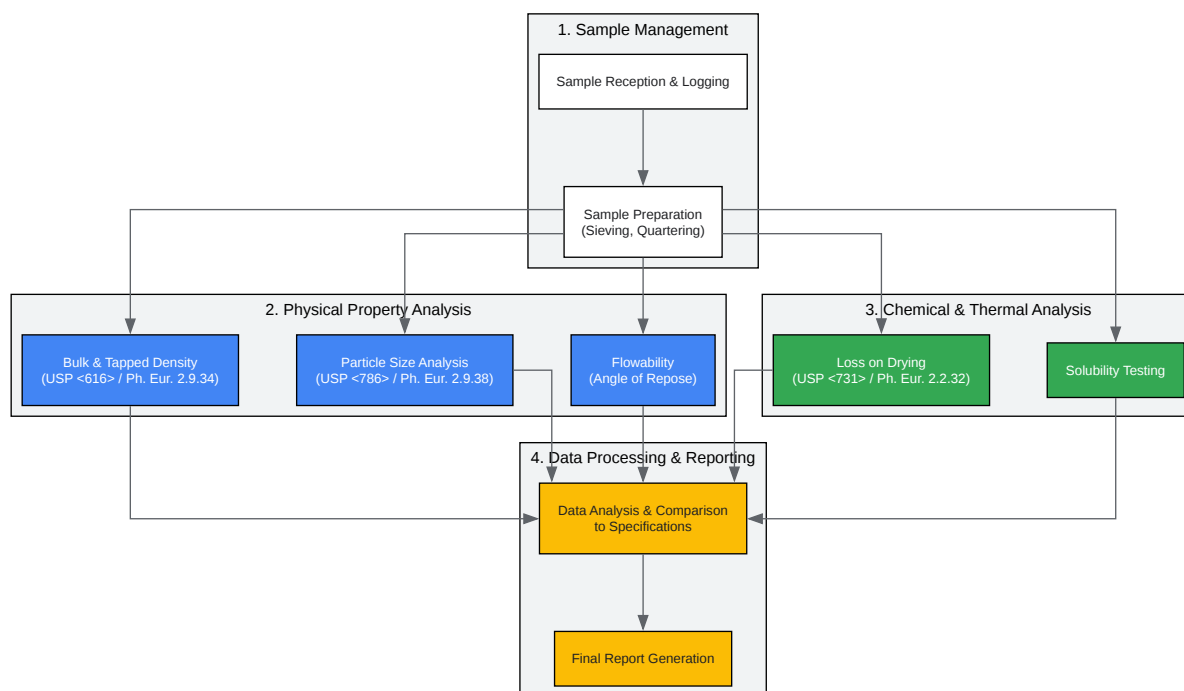 1. Sample Management
Sample Reception & Logging
Sample Preparation
(Sieving, Quartering)
2. Physical Property Analysis
Bulk & Tapped Density
(USP <616> / Ph. Eur. 2.9.34)
Particle Size Analysis
(USP <786> / Ph. Eur. 2.9.38)
Flowability
(Angle of Repose)
3. Chemical & Thermal Analysis
Loss on Drying
(USP <731> / Ph. Eur. 2.2.32)
Solubility Testing
4. Data Processing & Reporting
Data Analysis & Comparison
to Specifications
Final Report Generation